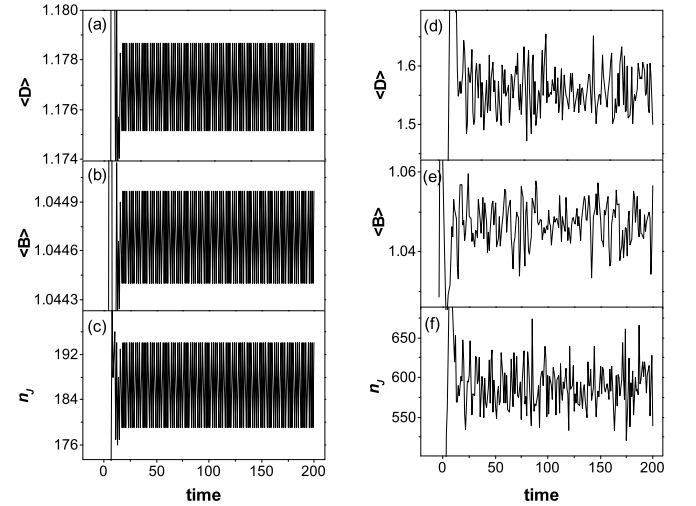 (a)
1.180
1.178
1.176
1.174
<D>
(b)
1.0449
1.0446
1.0443
<B>
(c)
192
184
176
n_J
0 50 100 150 200
time
(d)
1.6
1.5
<D>
(e)
1.06
1.04
<B>
(f)
650
600
550
n_J
0 50 100 150 200
time